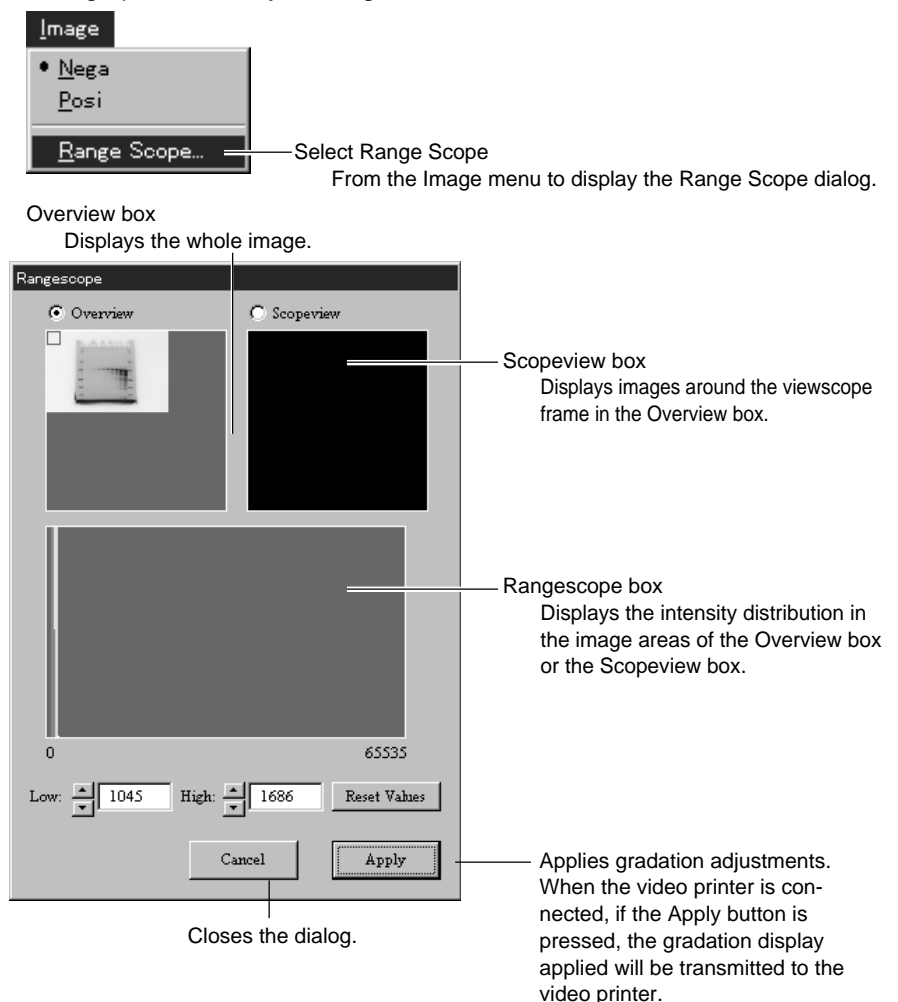 Image
• Nega
Posi
Range Scope...
Select Range Scope
From the Image menu to display the Range Scope dialog.
Overview box
Displays the whole image.
Rangescope
Overview
Scopeview
Scopeview box
Displays images around the viewscope
frame in the Overview box.
Rangescope box
Displays the intensity distribution in
the image areas of the Overview box
or the Scopeview box.
0 65535
Low: 1045 High: 1686 Reset Values
Cancel Apply
Applies gradation adjustments.
When the video printer is con-
nected, if the Apply button is
pressed, the gradation display
applied will be transmitted to the
video printer.
Closes the dialog.